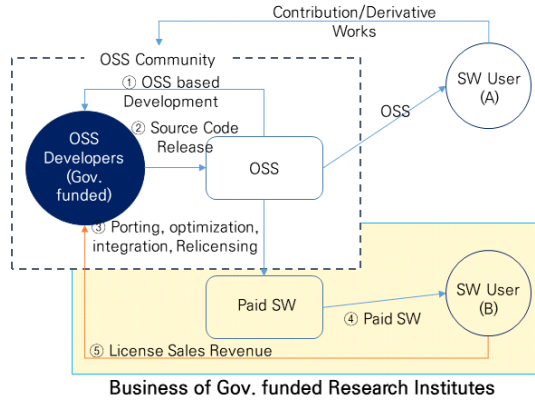 Contribution/Derivative
Works
OSS Community
① OSS based
Development
SW User
(A)
OSS
② Source Code
Release
OSS
Developers
(Gov.
funded)
OSS
③ Porting, optimization,
integration, Relicensing
Paid SW
SW User
(B)
④ Paid SW
⑤ License Sales Revenue
Business of Gov. funded Research Institutes